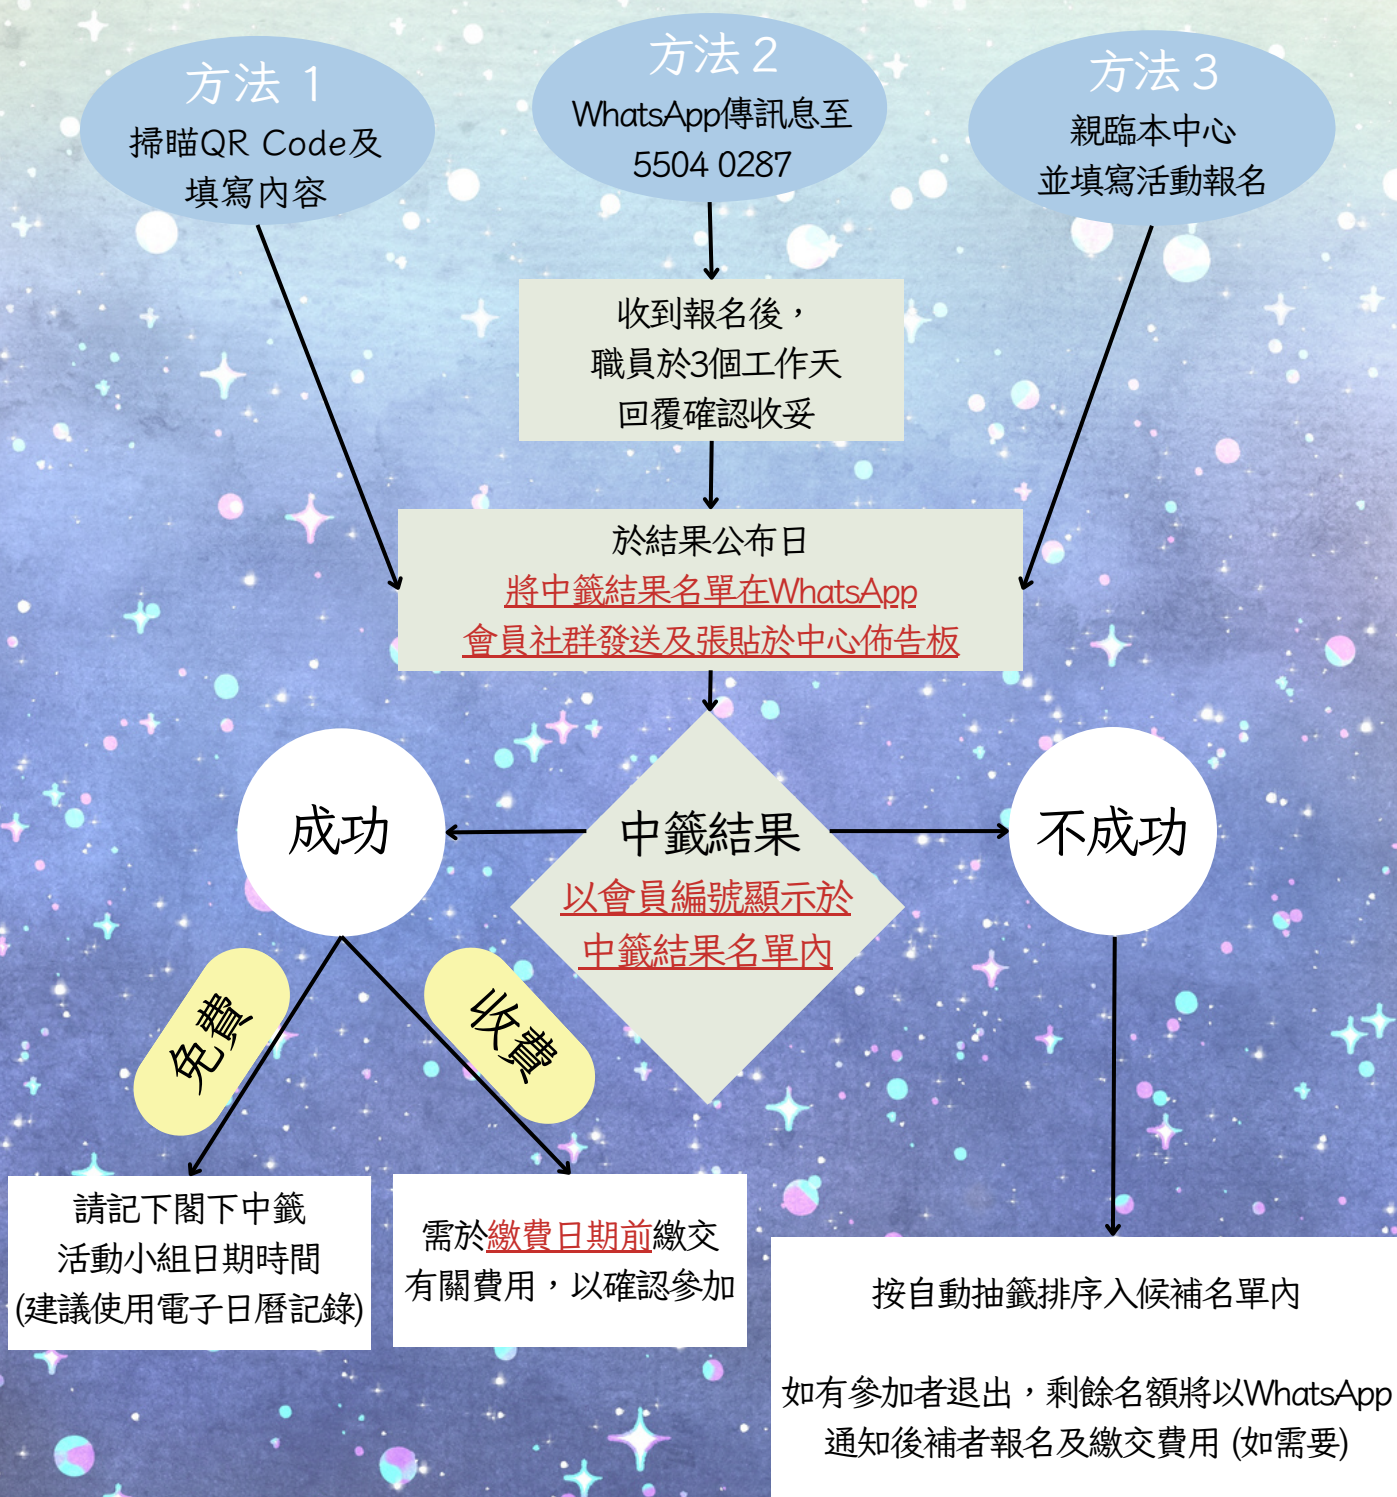 方法 1
掃瞄QR Code及
填寫內容
方法 2
WhatsApp傳訊息至
5504 0287
方法 3
親臨本中心
並填寫活動報名
收到報名後，
職員於3個工作天
回覆確認收妥
於結果公布日
將中籤結果名單在WhatsApp
會員社群發送及張貼於中心佈告板
中籤結果
以會員編號顯示於
中籤結果名單內
成功
不成功
免費
收費
請記下閣下中籤
活動小組日期時間
(建議使用電子日曆記錄)
需於繳費日期前繳交
有關費用，以確認參加
按自動抽籤排序入候補名單內
如有參加者退出，剩餘名額將以WhatsApp
通知後補者報名及繳交費用 (如需要)